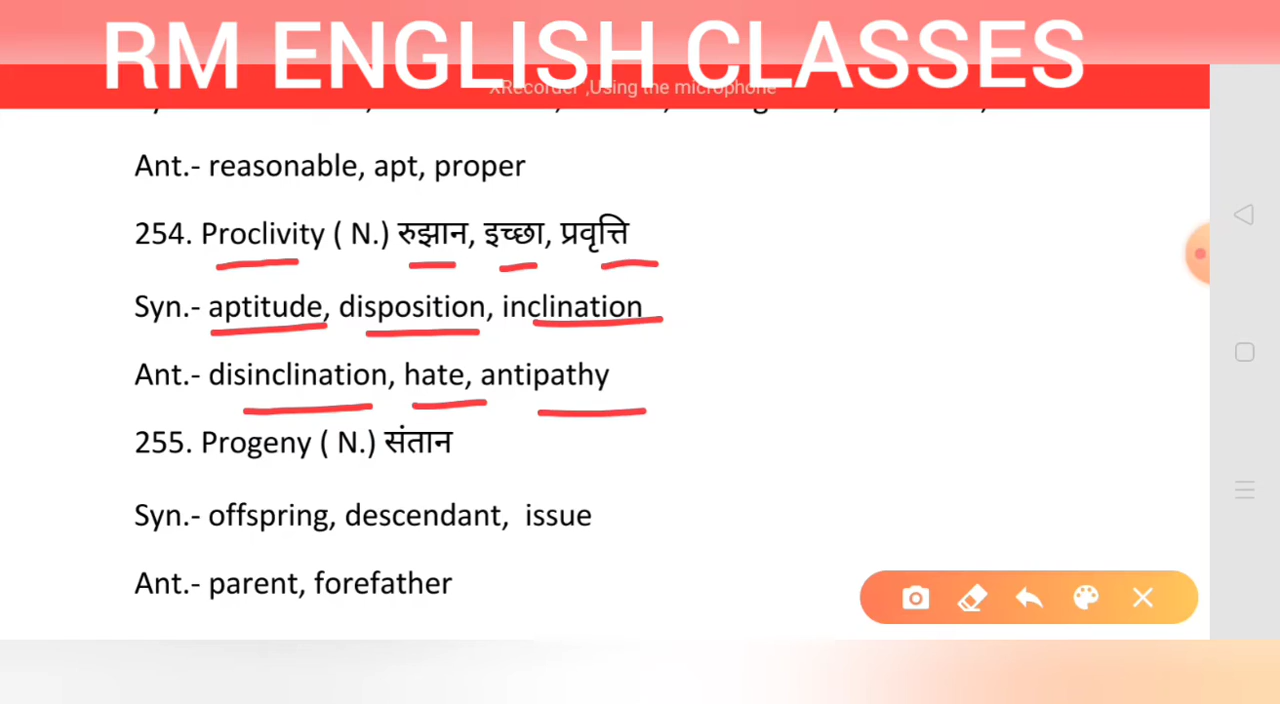 RM ENGLISH CLASSES
XRecorder ,Using the microphone
Ant.- reasonable, apt, proper
254. Proclivity ( N.) रुझान, इच्छा, प्रवृत्ति
Syn.- aptitude, disposition, inclination
Ant.- disinclination, hate, antipathy
255. Progeny ( N.) संतान
Syn.- offspring, descendant,  issue
Ant.- parent, forefather